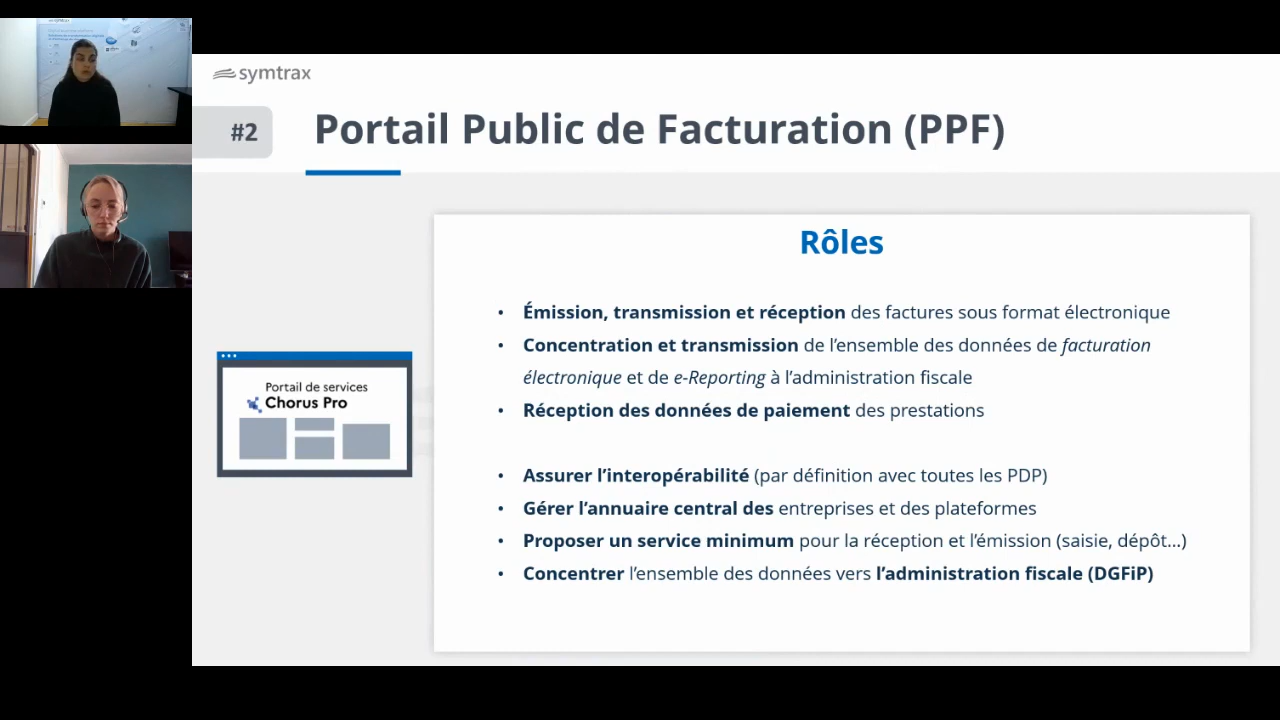 symtrax
#2
Portail Public de Facturation (PPF)
Rôles
• Émission, transmission et réception des factures sous format électronique
• Concentration et transmission de l’ensemble des données de facturation
électronique et de e-Reporting à l’administration fiscale
• Réception des données de paiement des prestations
Portail de services
Chorus Pro
• Assurer l’interopérabilité (par définition avec toutes les PDP)
• Gérer l’annuaire central des entreprises et des plateformes
• Proposer un service minimum pour la réception et l’émission (saisie, dépôt...)
• Concentrer l’ensemble des données vers l’administration fiscale (DGFiP)